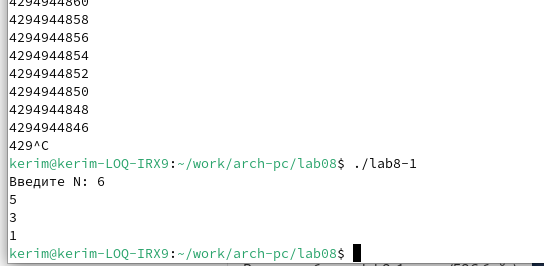 4294944860
4294944858
4294944856
4294944854
4294944852
4294944850
4294944848
4294944846
429^C
kerim@kerim-LOQ-IRX9:~/work/arch-pc/lab08$ ./lab8-1
Введите N: 6
5
3
1
kerim@kerim-LOQ-IRX9:~/work/arch-pc/lab08$